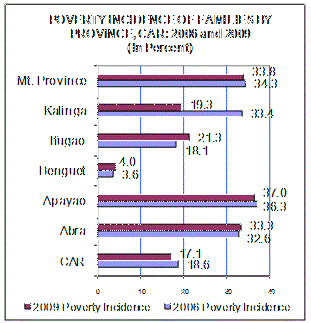 POVERTY INCIDENCE OF FAMILIES BY
PROVINCE, CAR: 2006 and 2009
(In Percent)
Mt. Province
33.8
34.3
Kalinga
19.3
33.4
Ifugao
21.3
18.1
Benguet
4.0
3.6
Apayao
37.0
36.3
Abra
33.3
32.6
CAR
17.1
18.6
0 10 20 30 40
2009 Poverty Incidence 2006 Poverty Incidence